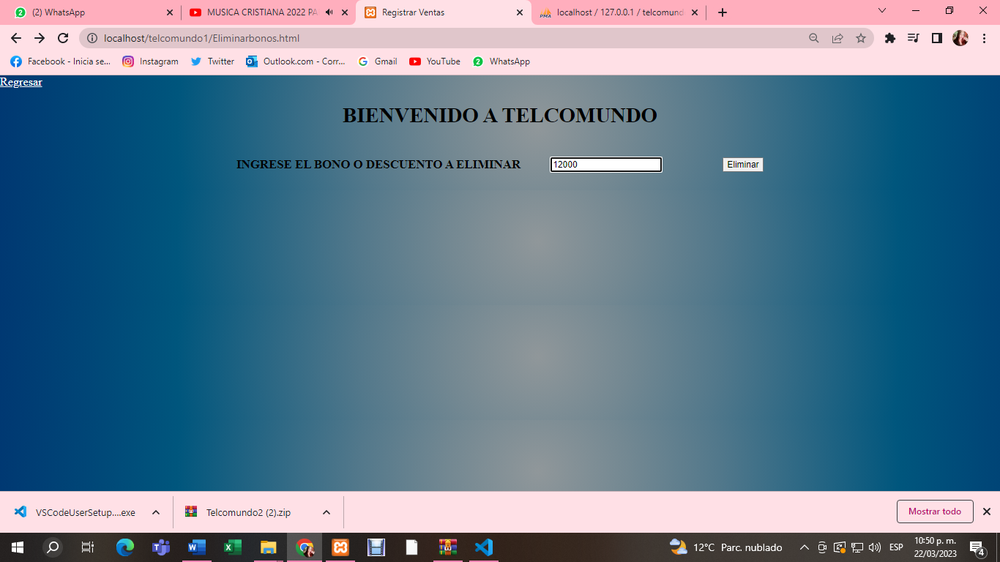 (2) WhatsApp
MUSICA CRISTIANA 2022 PA
Registrar Ventas
localhost / 127.0.0.1 / telcomund
localhost/telcomundo1/Eliminarbonos.html
Facebook - Inicia se...
Instagram
Twitter
Outlook.com - Corr...
Gmail
YouTube
WhatsApp
Regresar
BIENVENIDO A TELCOMUNDO
INGRESE EL BONO O DESCUENTO A ELIMINAR
12000
Eliminar
VSCodeUserSetup....exe
Telcomundo2 (2).zip
Mostrar todo
12°C Parc. nublado
ESP
10:50 p. m.
22/03/2023
4